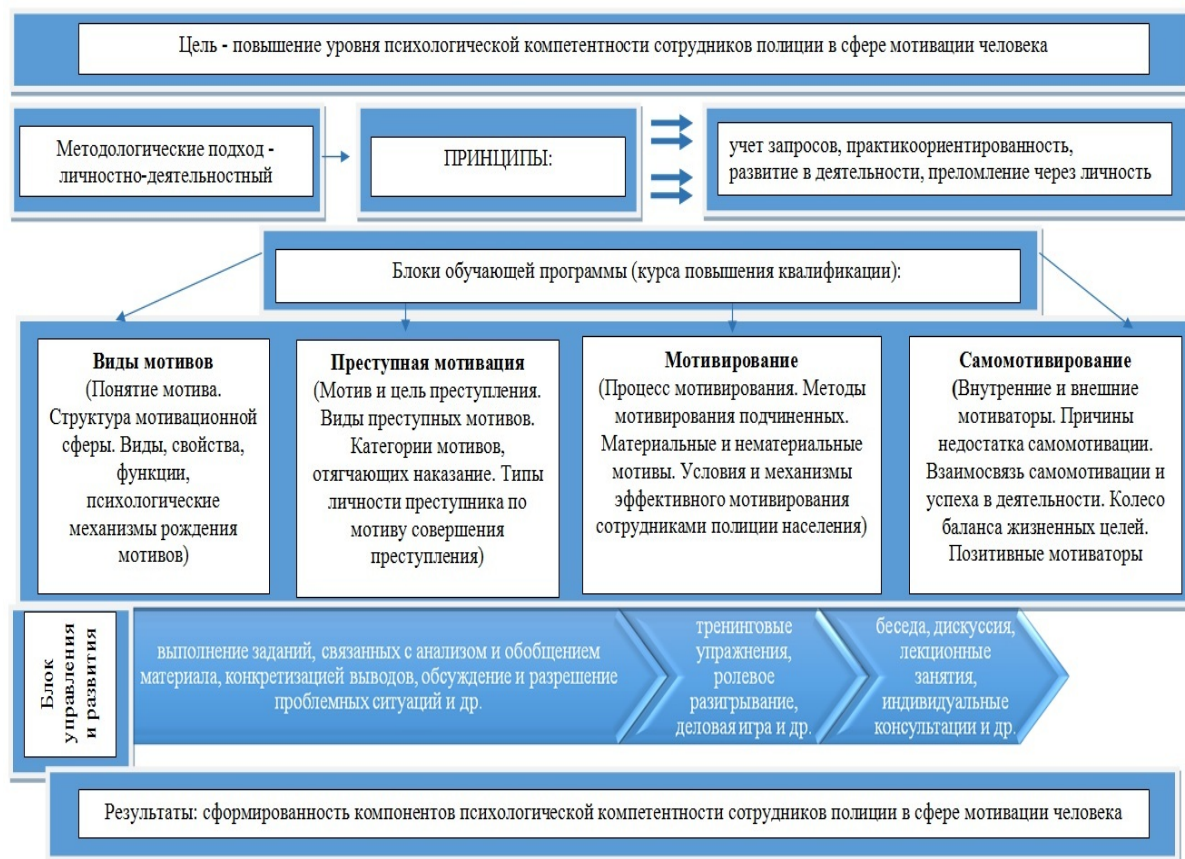 Цель - повышение уровня психологической компетентности сотрудников полиции в сфере мотивации человека
Методологические подход -
личностно-деятельностный
ПРИНЦИПЫ:
учет запросов, практикоориентированность,
развитие в деятельности, преломление через личность
Блоки обучающей программы (курса повышения квалификации):
Виды мотивов
(Понятие мотива.
Структура мотивационной
сферы. Виды, свойства,
функции,
психологические
механизмы рождения
мотивов)
Преступная мотивация
(Мотив и цель преступления.
Виды преступных мотивов.
Категории мотивов,
отягчающих наказание. Типы
личности преступника по
мотиву совершения
преступления)
Мотивирование
(Процесс мотивирования. Методы
мотивирования подчиненных.
Материальные и нематериальные
мотивы. Условия и механизмы
эффективного мотивирования
сотрудниками полиции населения)
Самомотивирование
(Внутренние и внешние
мотиваторы. Причины
недостатка самомотивации.
Взаимосвязь самомотивации и
успеха в деятельности. Колесо
баланса жизненных целей.
Позитивные мотиваторы
Блок
управления
и развития
выполнение заданий, связанных с анализом и обобщением
материала, конкретизацией выводов, обсуждение и разрешение
проблемных ситуаций и др.
тренинговые
упражнения,
ролевое
разигрывание,
деловая игра и др.
беседа, дискуссия,
лекционные
занятия,
индивидуальные
консультации и др.
Результаты: сформированность компонентов психологической компетентности сотрудников полиции в сфере мотивации человека